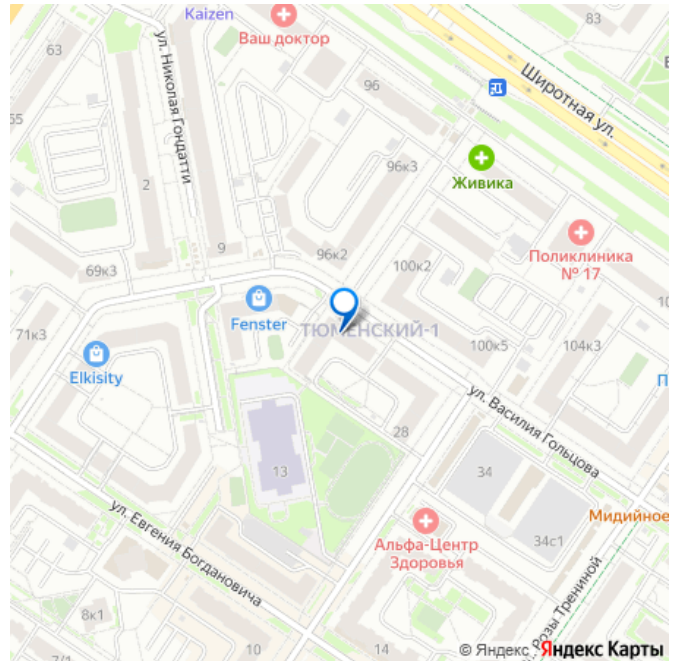 Kaizen
Ваш доктор
83
63
ул. Николая Гондатти
96
Широтная ул.
96к3
Живика
2
Поликлиника
№ 17
9
96к2
100к2
69к3
Fenster
ТЮМЕНСКИЙ-1
71к3
100к5
104к3
Elkisity
ул. Василия Гольцова
28
34
13
Мидийное
ул. Евгения Богдановича
Альфа-Центр
Здоровья
34с1
Розы Трениной
8к1
10
14
7/1
© Яндекс
Яндекс Карты